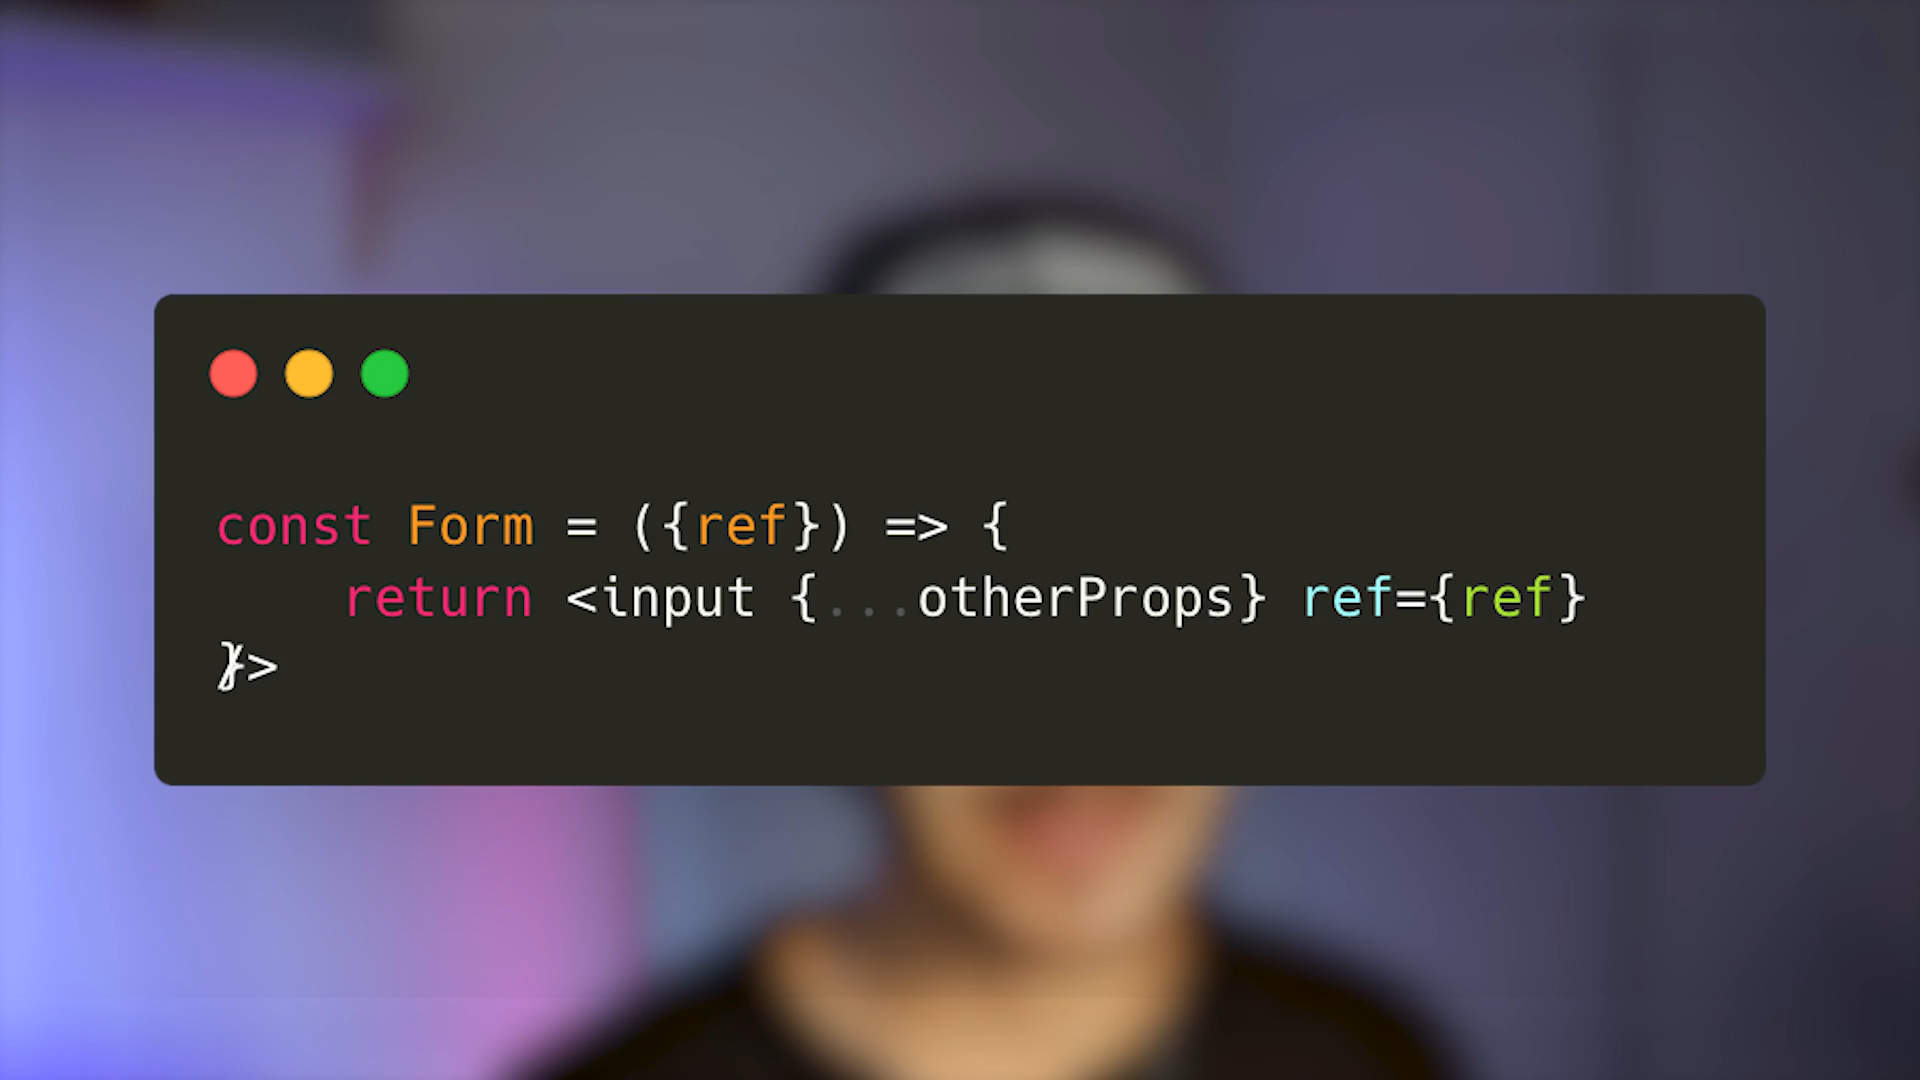 const Form = ({ref}) => {
    return <input {...otherProps} ref={ref}
}/>